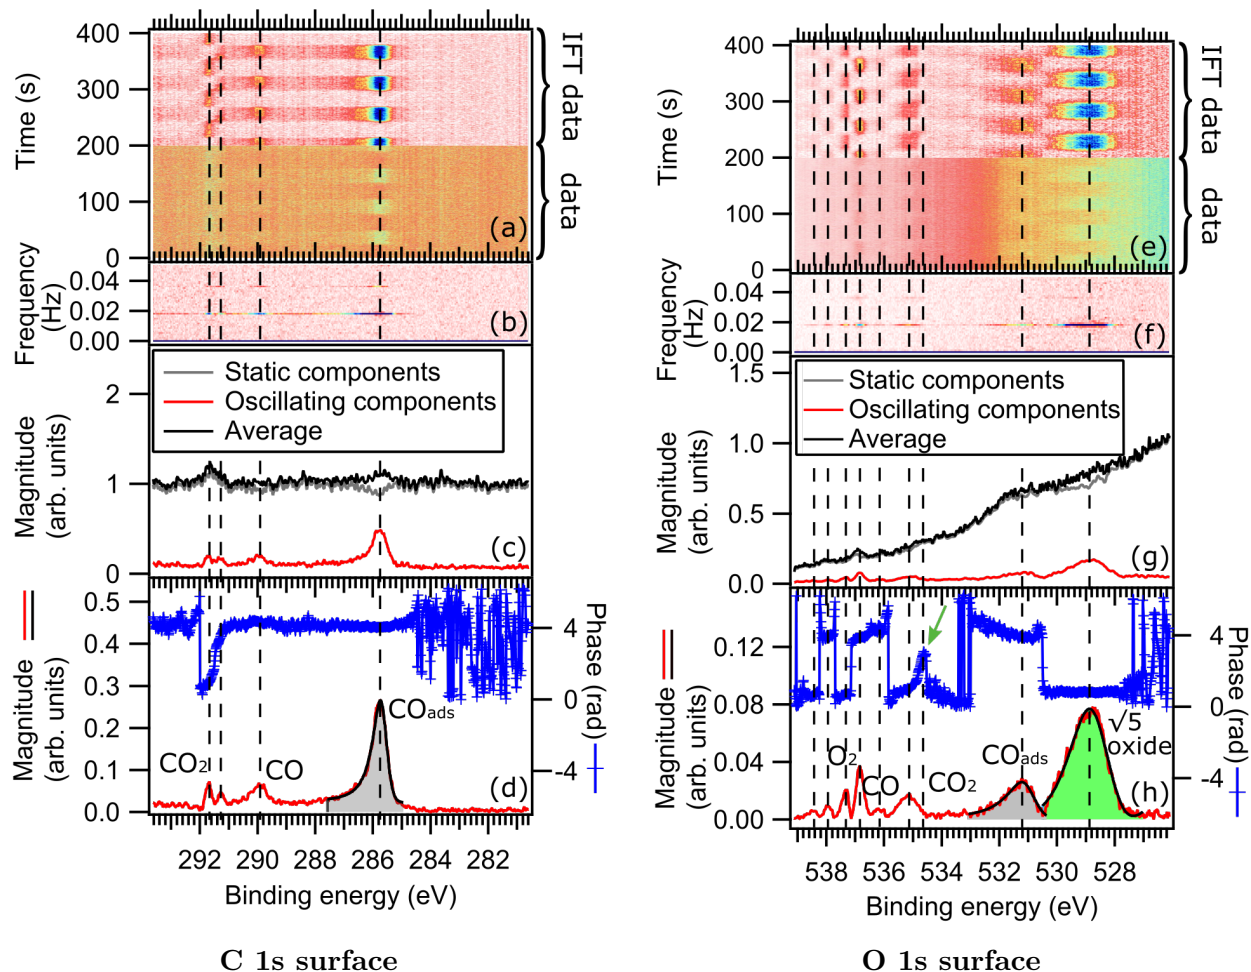 400
300
200
100
0
Time (s)
IFT data
data
(a)
0.04
0.02
0.00
Frequency
(Hz)
(b)
2
1
0
Magnitude
(arb. units)
Static components
Oscillating components
Average
(c)
0.5
0.4
0.3
0.2
0.1
0.0
Magnitude
(arb. units)
4
0
-4
Phase (rad)
CO2
CO
COads
(d)
292 290 288 286 284 282
Binding energy (eV)
C 1s surface
400
300
200
100
0
Time (s)
IFT data
data
(e)
0.04
0.02
0.00
Frequency
(Hz)
(f)
1.5
1.0
0.5
0.0
Magnitude
(arb. units)
Static components
Oscillating components
Average
(g)
0.12
0.08
0.04
0.00
Magnitude
(arb. units)
4
0
-4
Phase (rad)
O2
CO
CO2
COads
√5
oxide
(h)
538 536 534 532 530 528
Binding energy (eV)
O 1s surface